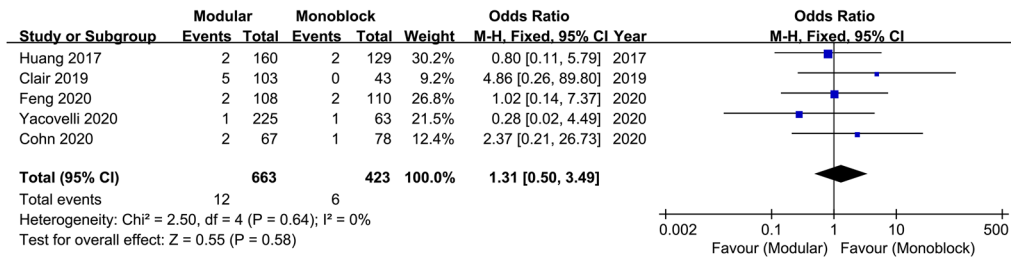 Modular Monoblock Odds Ratio Odds Ratio
Study or Subgroup Events Total Events Total Weight M-H, Fixed, 95% CI Year M-H, Fixed, 95% CI
Huang 2017 2 160 2 129 30.2% 0.80 [0.11, 5.79] 2017
Clair 2019 5 103 0 43 9.2% 4.86 [0.26, 89.80] 2019
Feng 2020 2 108 2 110 26.8% 1.02 [0.14, 7.37] 2020
Yacovelli 2020 1 225 1 63 21.5% 0.28 [0.02, 4.49] 2020
Cohn 2020 2 67 1 78 12.4% 2.37 [0.21, 26.73] 2020
Total (95% CI) 663 423 100.0% 1.31 [0.50, 3.49]
Total events 12 6
Heterogeneity: Chi² = 2.50, df = 4 (P = 0.64); I² = 0%
Test for overall effect: Z = 0.55 (P = 0.58)
0.002 0.1 1 10 500
Favour (Modular) Favour (Monoblock)